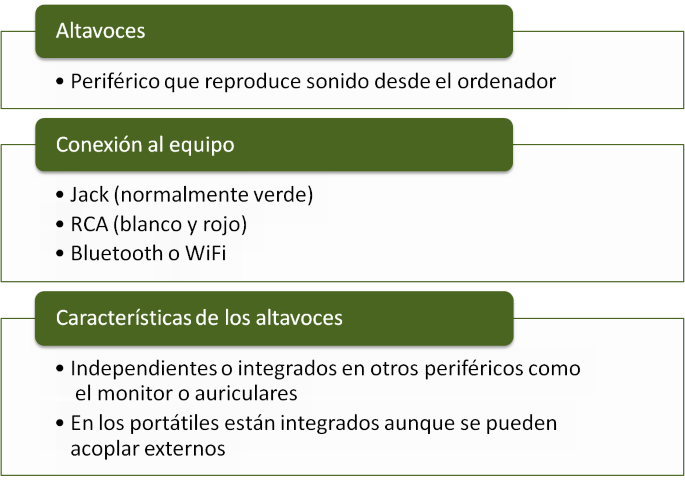 Altavoces
• Periférico que reproduce sonido desde el ordenador
Conexión al equipo
• Jack (normalmente verde)
• RCA (blanco y rojo)
• Bluetooth o WiFi
Características de los altavoces
• Independientes o integrados en otros periféricos como
el monitor o auriculares
• En los portátiles están integrados aunque se pueden
acoplar externos